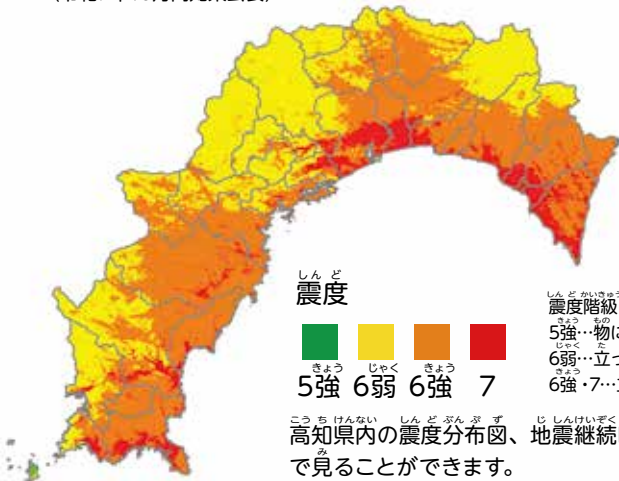 震度
5強 6弱 6強 7
震度階級
5強…物に
6弱…立つ
6強・7…
高知県内の震度分布図、地震継続
で見ることができます。